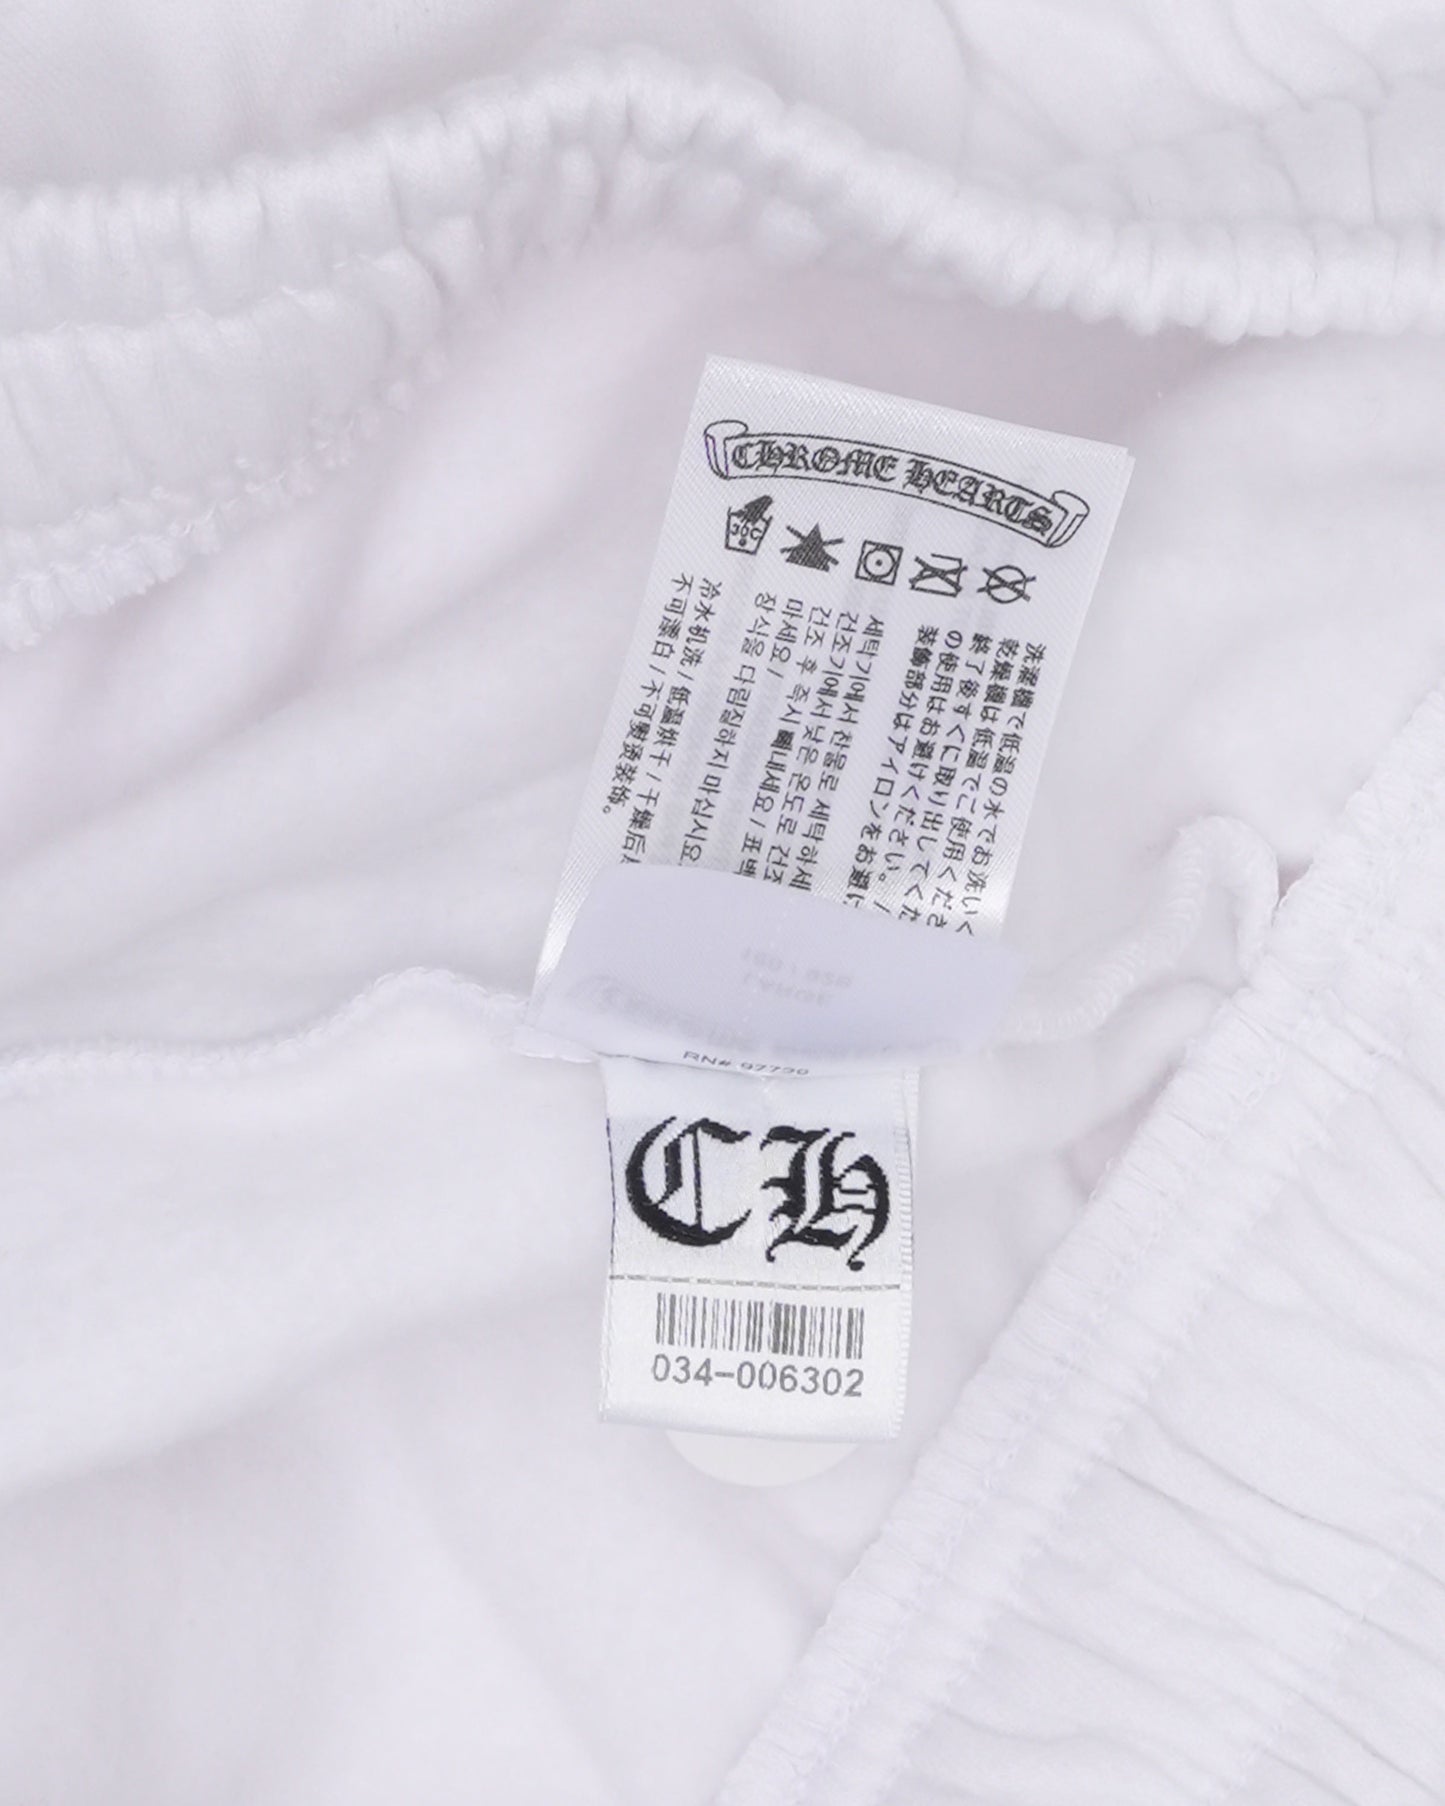 CHROME HEARTS
30C
洗濯機で低温の水でお洗いく
乾燥機は低温でご使用くださ
終了後すぐに取り出してくだ
の使用はお避けください。 /
装飾部分はアイロンをお避け
세탁기에서 찬물로 세탁하세
건조기에서 낮은 온도로 건조
건조 후 즉시 빼내세요 / 표백
마세요 /
장식을 다림질하지 마십시요.
冷水机洗 / 低温烘干 / 干燥后
不可漂白 / 不可熨烫装饰。
RN# 97730
CH
034-006302